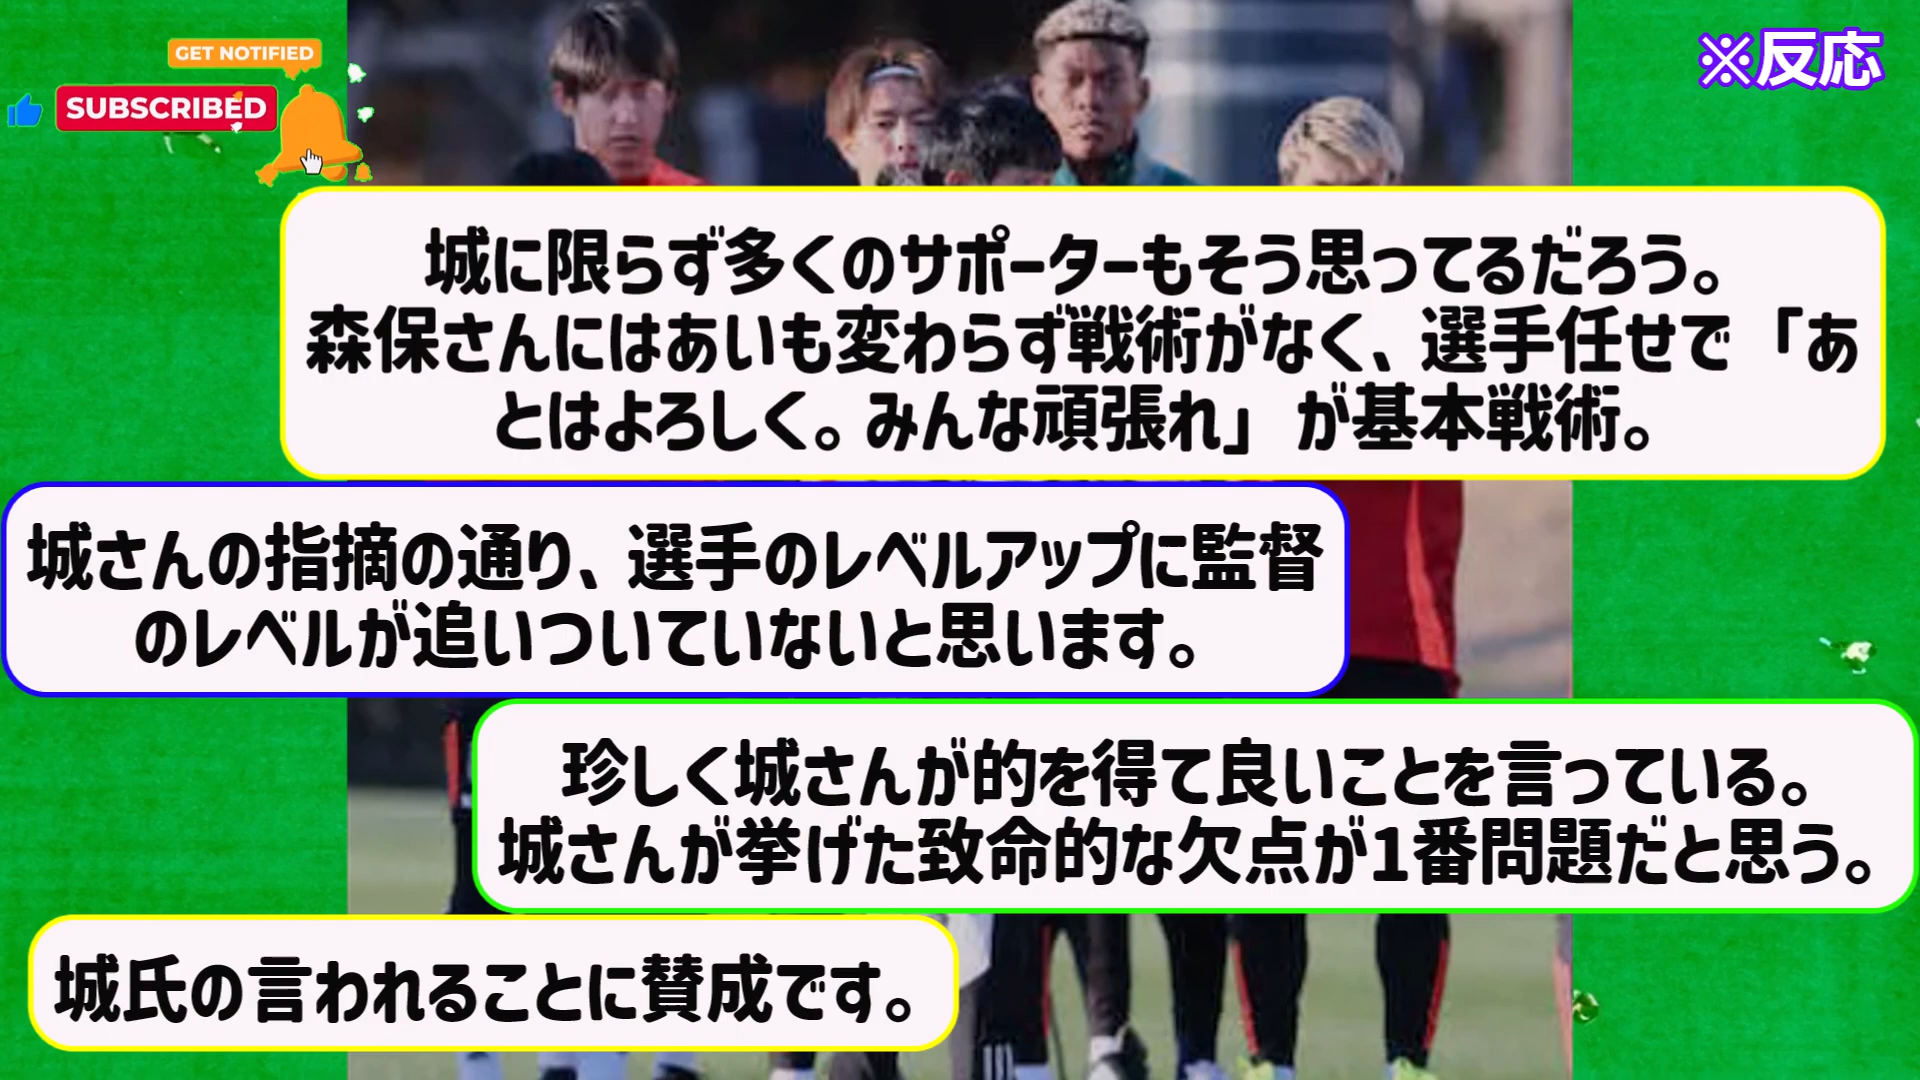 GET NOTIFIED
SUBSCRIBED
※反応
城に限らず多くのサポーターもそう思ってるだろう。
森保さんにはあいも変わらず戦術がなく、選手任せで「あ
とはよろしく。みんな頑張れ」が基本戦術。
城さんの指摘の通り、選手のレベルアップに監督
のレベルが追いついていないと思います。
珍しく城さんが的を得て良いことを言っている。
城さんが挙げた致命的な欠点が1番問題だと思う。
城氏の言われることに賛成です。